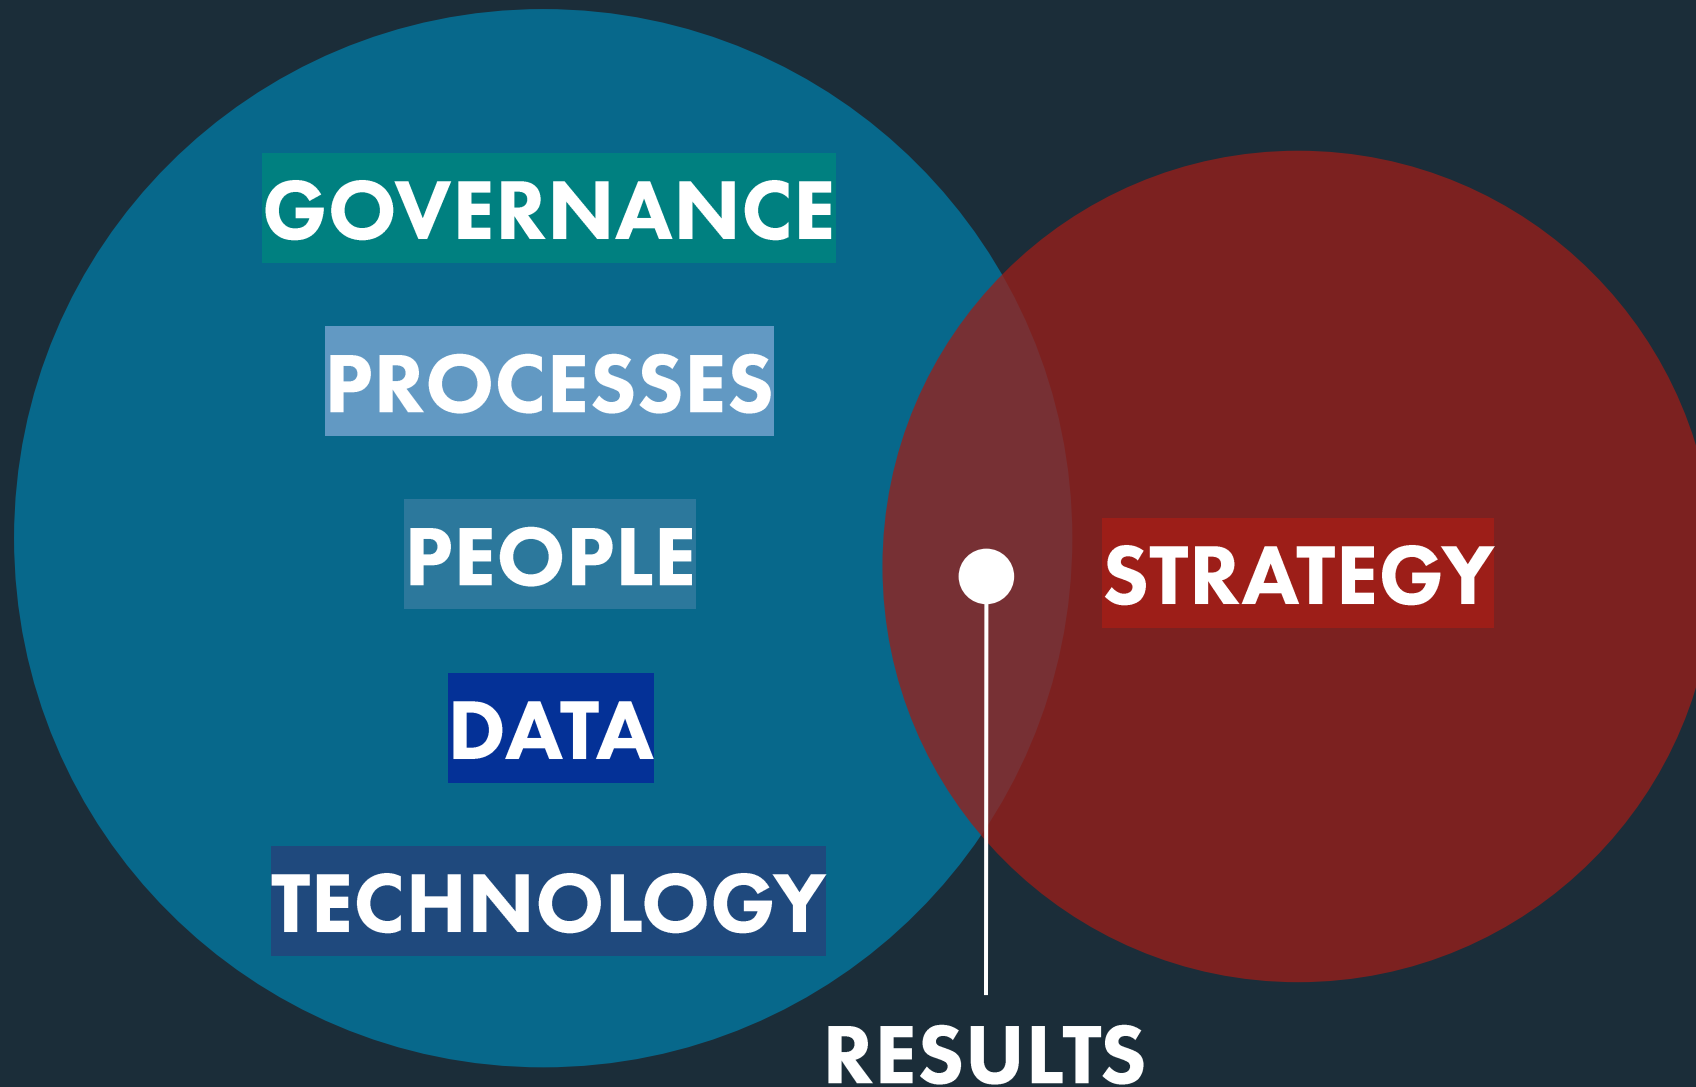 GOVERNANCE
PROCESSES
PEOPLE
DATA
TECHNOLOGY
STRATEGY
RESULTS